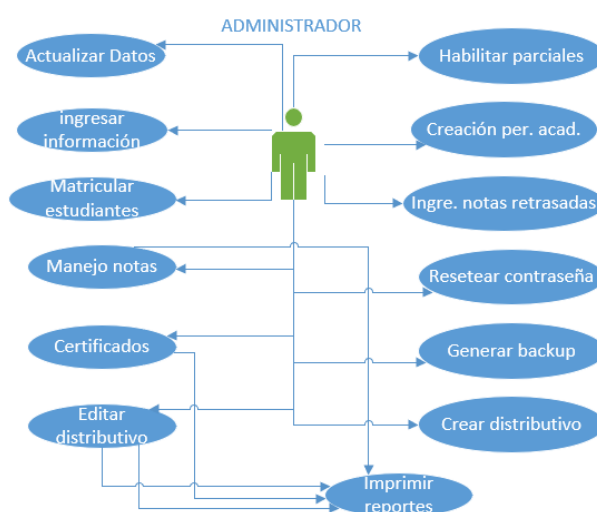 ADMINISTRADOR
Actualizar Datos
Habilitar parciales
ingresar
información
Creación per. acad.
Matricular
estudiantes
Ingre. notas retrasadas
Manejo notas
Resetear contraseña
Certificados
Generar backup
Editar
distributivo
Crear distributivo
Imprimir
reportes